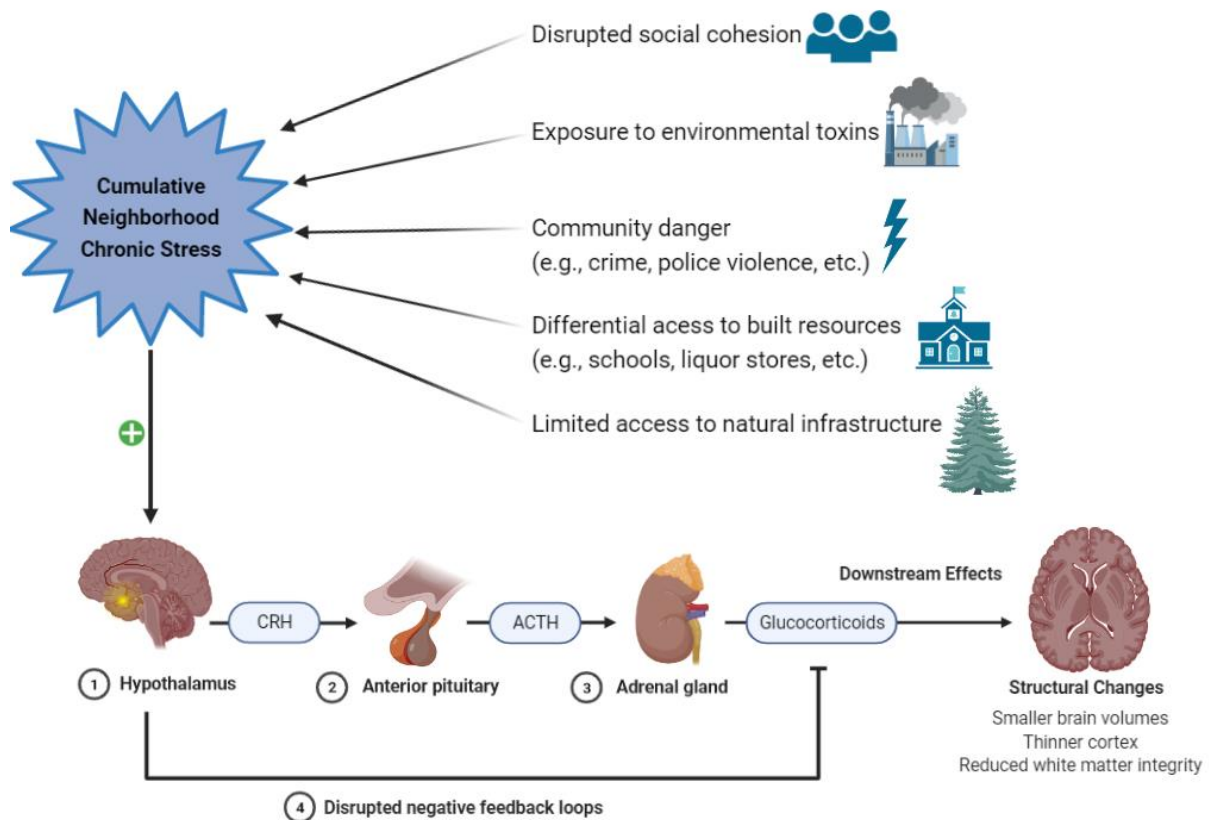 Disrupted social cohesion
Exposure to environmental toxins
Cumulative
Neighborhood
Chronic Stress
Community danger
(e.g., crime, police violence, etc.)
Differential acess to built resources
(e.g., schools, liquor stores, etc.)
Limited access to natural infrastructure
Downstream Effects
CRH
ACTH
Glucocorticoids
1 Hypothalamus
2 Anterior pituitary
3 Adrenal gland
Structural Changes
Smaller brain volumes
Thinner cortex
Reduced white matter integrity
4 Disrupted negative feedback loops